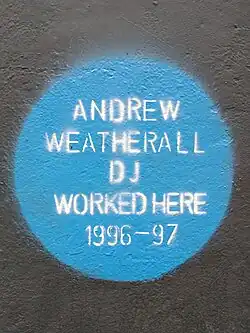 ANDREW
WEATHERALL
DJ
WORKED HERE
1996-97